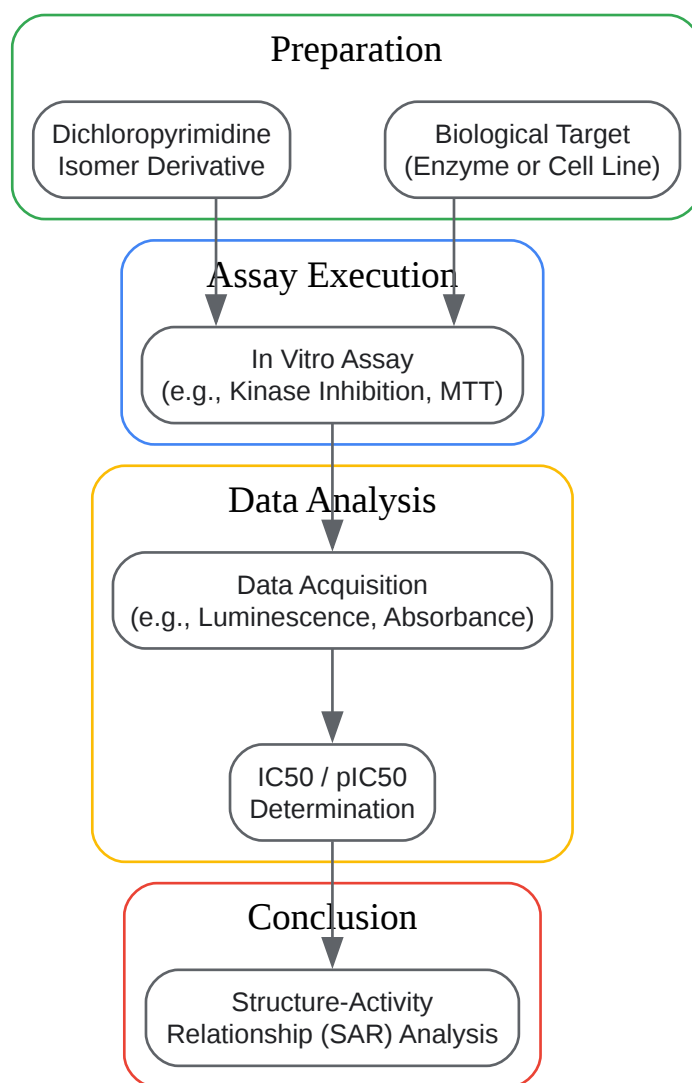 Preparation
Dichloropyrimidine
Isomer Derivative
Biological Target
(Enzyme or Cell Line)
Assay Execution
In Vitro Assay
(e.g., Kinase Inhibition, MTT)
Data Analysis
Data Acquisition
(e.g., Luminescence, Absorbance)
IC50 / pIC50
Determination
Conclusion
Structure-Activity
Relationship (SAR) Analysis